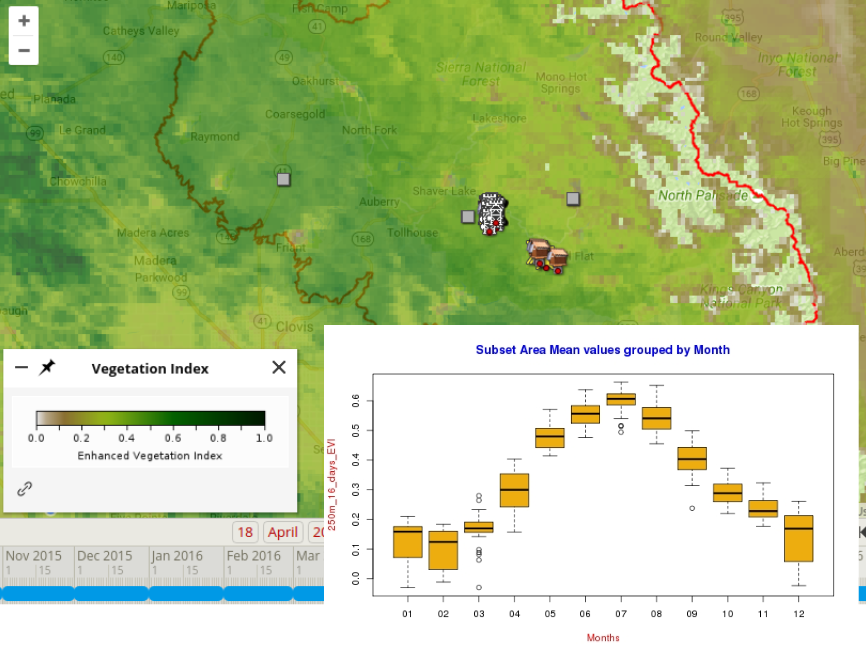 +
−
Mariposa
Fish Camp
395
Catheys Valley
41
Round Valley
140
49
Oakhurst
Sierra National
Forest
Mono Hot
Springs
Inyo National
Forest
168
Planada
Coarsegold
Lakeshore
Keough
Hot Springs
99
Le Grand
Raymond
North Fork
395
Big Pine
Chowchilla
41
Shaver Lake
North Palisade
Auberry
Madera Acres
168
Tollhouse
Friant
Flat
Madera
Parkwood
99
Kings Canyon
National Park
41
Clovis
Vegetation Index
0.0 0.2 0.4 0.6 0.8 1.0
Enhanced Vegetation Index
18 April
Nov 2015 Dec 2015 Jan 2016 Feb 2016 Mar
1 15 1 15 1 15 1 15 1
Subset Area Mean values grouped by Month
250m_16_days_EVI
0.6
0.5
0.4
0.3
0.2
0.1
0.0
01 02 03 04 05 06 07 08 09 10 11 12
Months